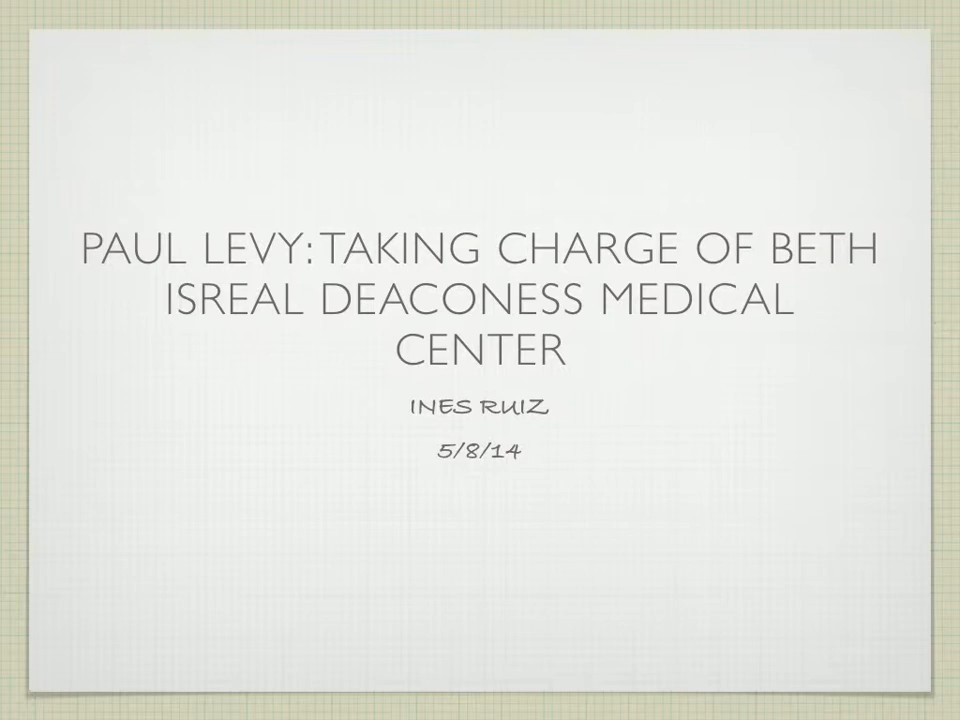 PAUL LEVY: TAKING CHARGE OF BETH
ISREAL DEACONESS MEDICAL
CENTER
INES RUIZ
5/8/14